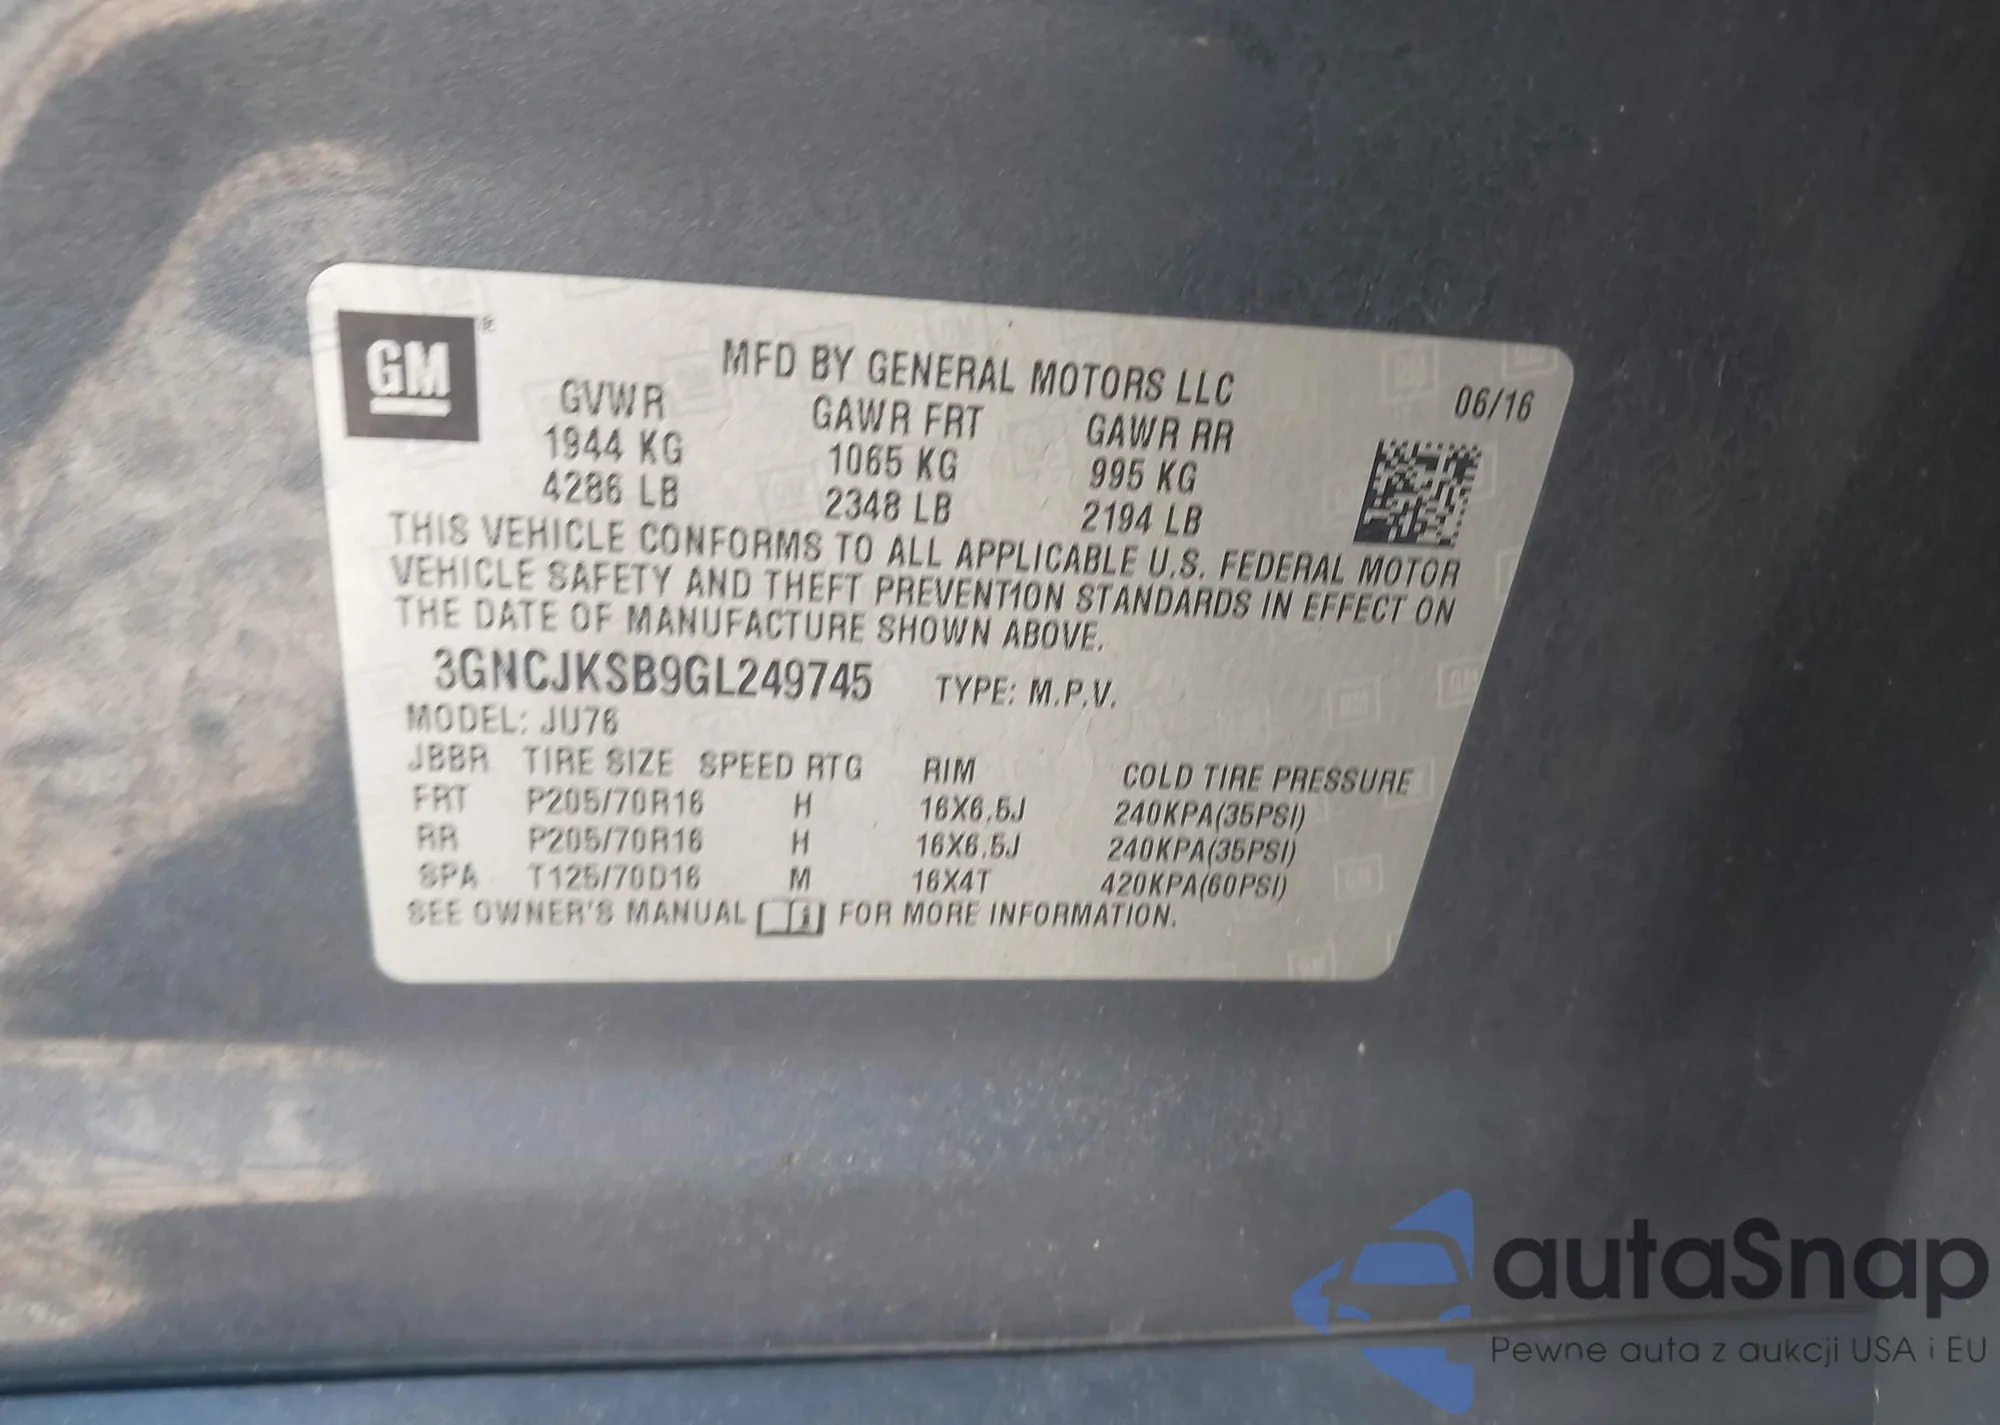 GM ®
MFD BY GENERAL MOTORS LLC 06/16
GVWR GAWR FRT GAWR RR
1944 KG 1065 KG 995 KG
4286 LB 2348 LB 2194 LB
THIS VEHICLE CONFORMS TO ALL APPLICABLE U.S. FEDERAL MOTOR
VEHICLE SAFETY AND THEFT PREVENTION STANDARDS IN EFFECT ON
THE DATE OF MANUFACTURE SHOWN ABOVE.
3GNCJKSB9GL249745 TYPE: M.P.V.
MODEL: JU76
JBBR TIRE SIZE SPEED RTG RIM COLD TIRE PRESSURE
FRT P205/70R16 H 16X6.5J 240KPA(35PSI)
RR P205/70R16 H 16X6.5J 240KPA(35PSI)
SPA T125/70D16 M 16X4T 420KPA(60PSI)
SEE OWNER'S MANUAL FOR MORE INFORMATION.
autaSnap
Pewne auta z aukcji USA i EU